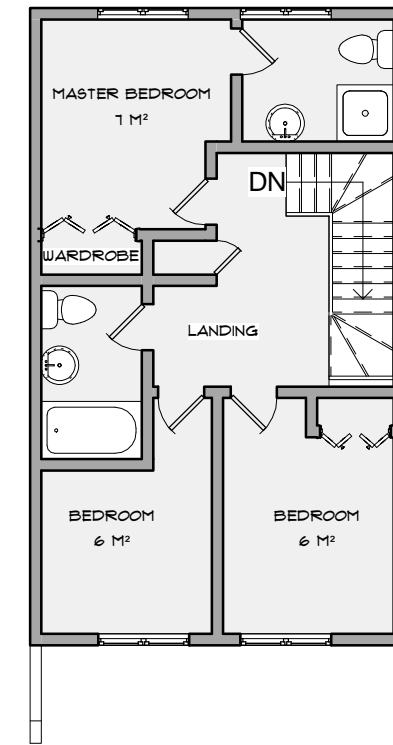 MASTER BEDROOM
7 M²
DN
WARDROBE
LANDING
BEDROOM
6 M²
BEDROOM
6 M²